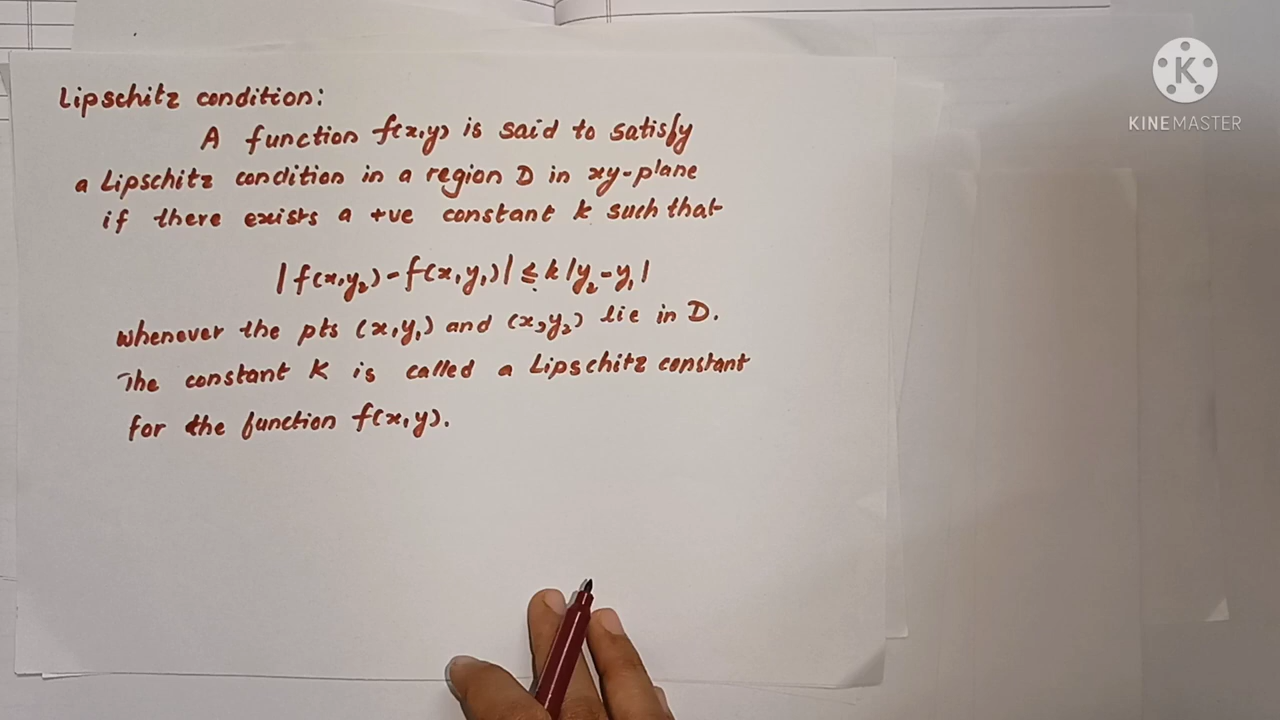 Lipschitz condition:
A function f(x,y) is said to satisfy
a Lipschitz condition in a region D in xy-plane
if there exists a +ve constant k such that
|f(x,y₂)-f(x,y₁)| ≤ k|y₂-y₁|
whenever the pts (x,y₁) and (x,y₂) lie in D.
The constant K is called a Lipschitz constant
for the function f(x,y).
K
KINEMASTER